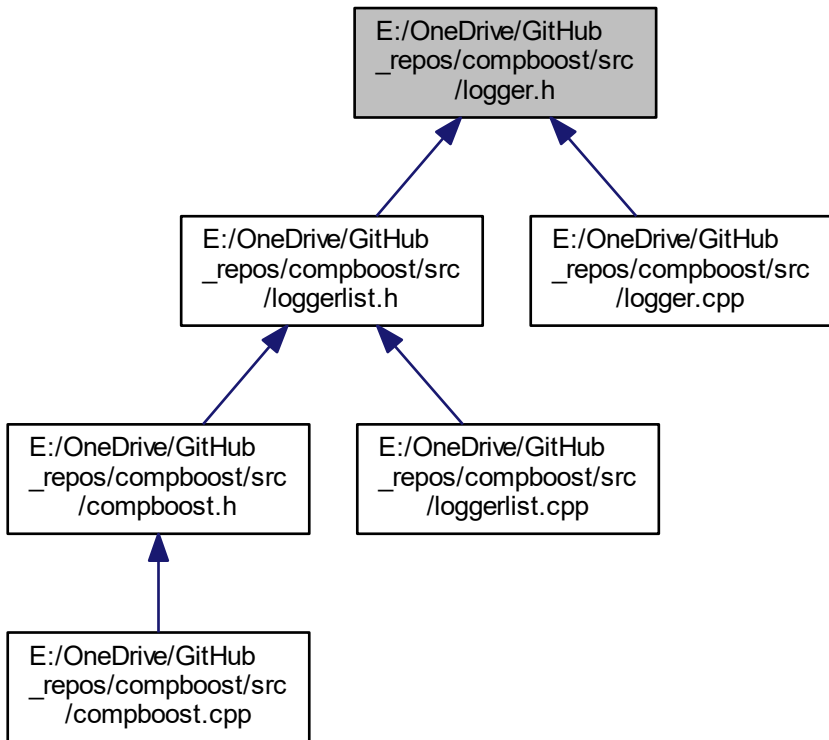 E:/OneDrive/GitHub
_repos/compboost/src
/logger.h
E:/OneDrive/GitHub
_repos/compboost/src
/loggerlist.h
E:/OneDrive/GitHub
_repos/compboost/src
/logger.cpp
E:/OneDrive/GitHub
_repos/compboost/src
/compboost.h
E:/OneDrive/GitHub
_repos/compboost/src
/loggerlist.cpp
E:/OneDrive/GitHub
_repos/compboost/src
/compboost.cpp